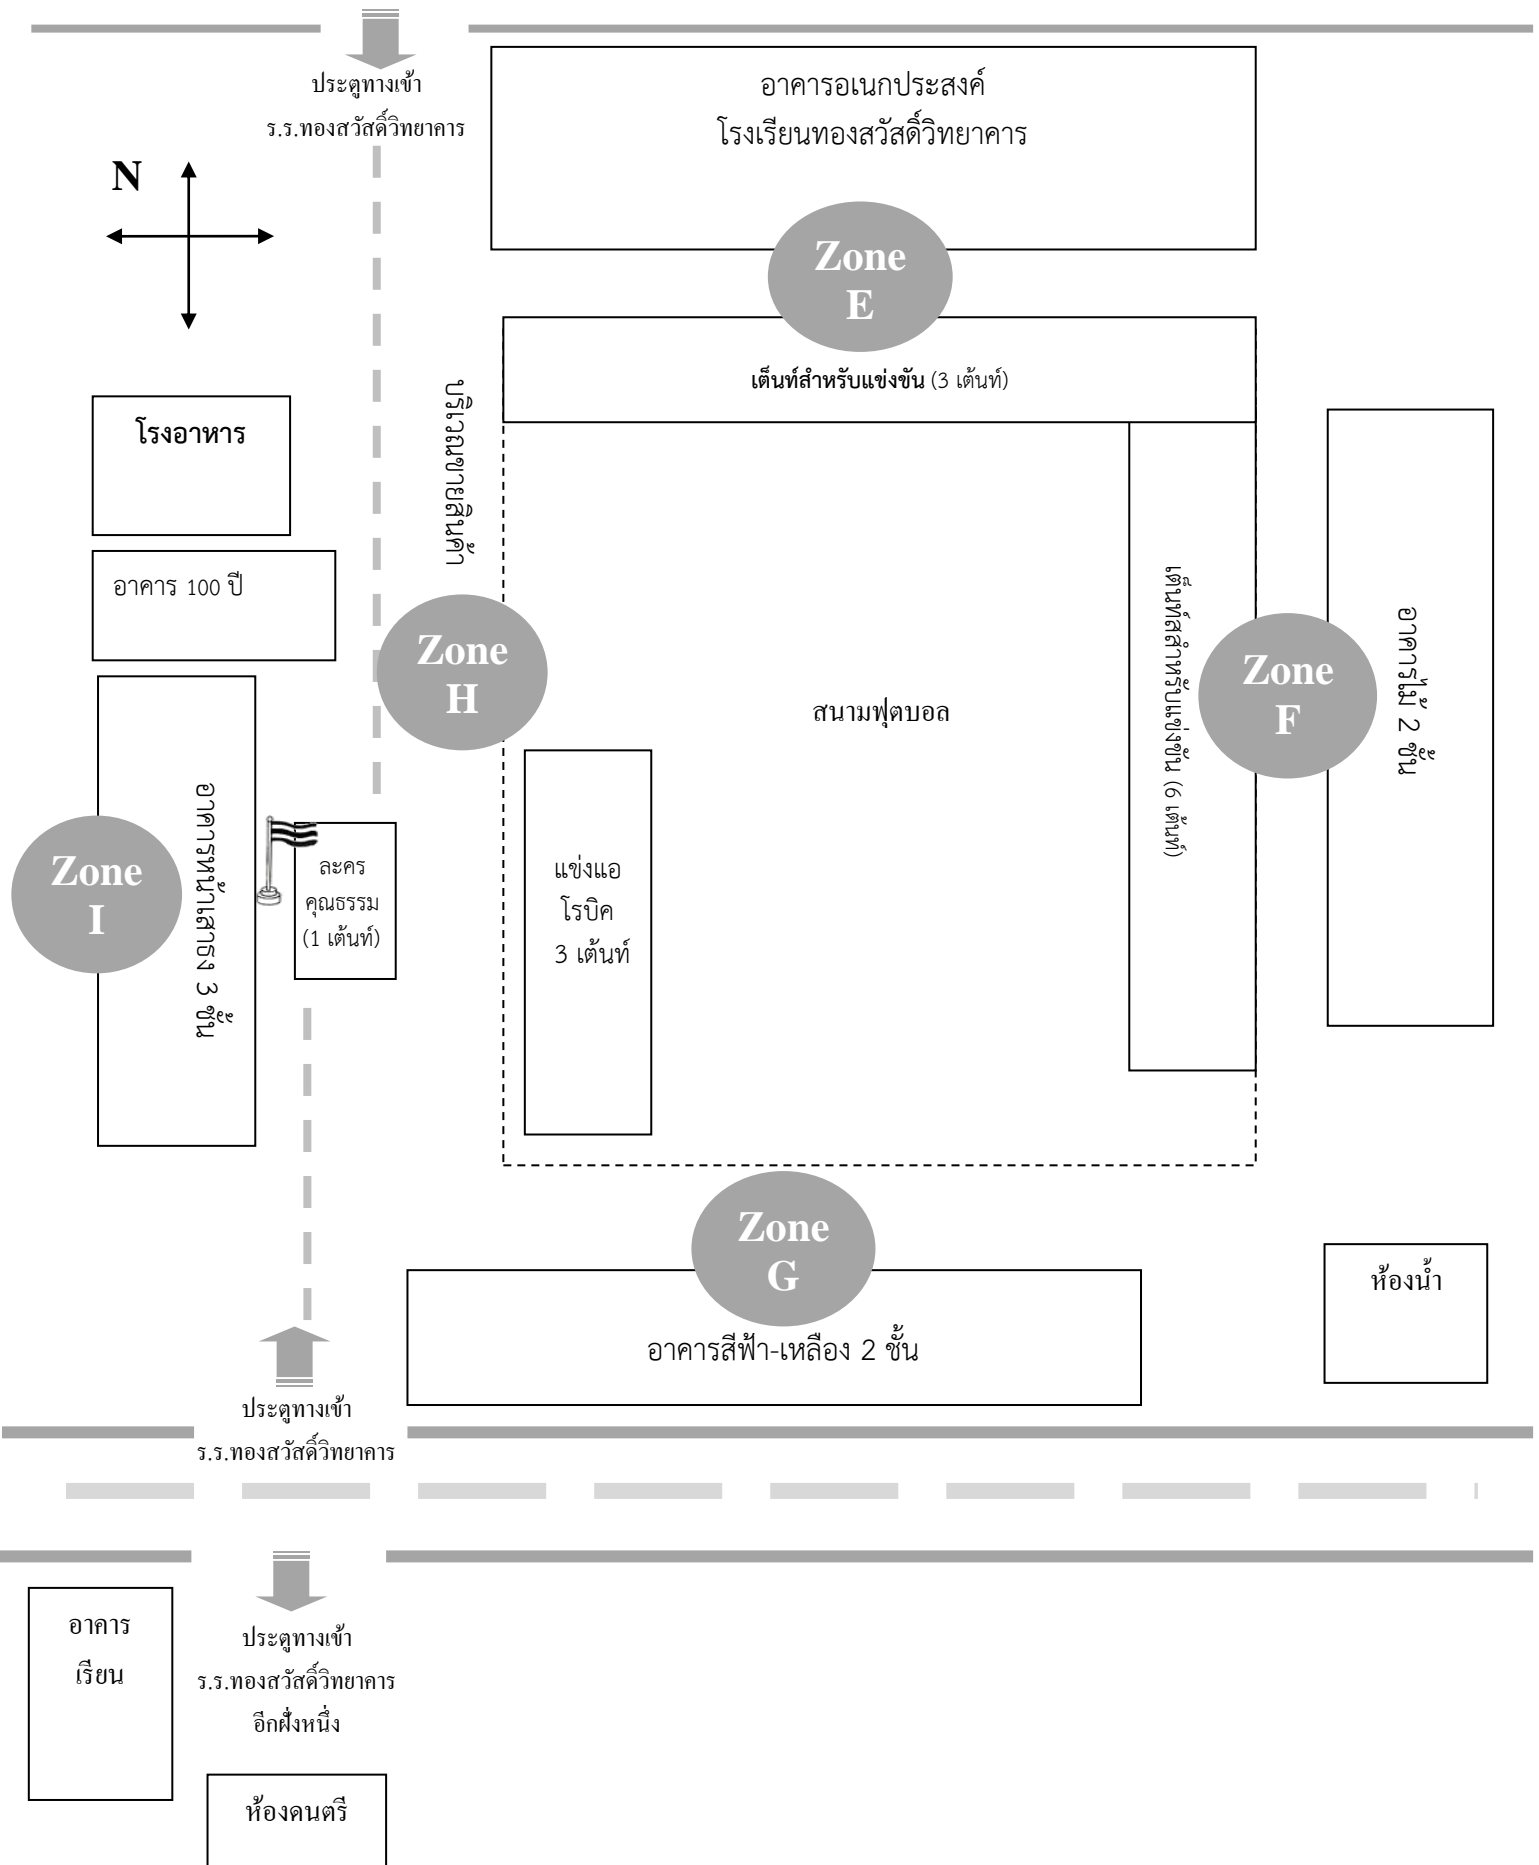 ประตูทางเข้า
ร.ร.ทองสวัสดิ์วิทยาคาร
อาคารอเนกประสงค์
โรงเรียนทองสวัสดิ์วิทยาคาร
N
Zone
E
เต็นท์สำหรับแข่งขัน (3 เต้นท์)
บริเวณขายสินค้า
โรงอาหาร
อาคาร 100 ปี
Zone
H
สนามฟุตบอล
เต็นท์สสำหรับแข่งขัน (6 เต้นท์)
Zone
F
อาคารไม้ 2 ชั้น
Zone
I
อาคารหน้าเสาธง 3 ชั้น
ละคร
คุณธรรม
(1 เต้นท์)
แข่งแอ
โรบิค
3 เต้นท์
Zone
G
อาคารสีฟ้า-เหลือง 2 ชั้น
ห้องน้ำ
ประตูทางเข้า
ร.ร.ทองสวัสดิ์วิทยาคาร
อาคาร
เรียน
ประตูทางเข้า
ร.ร.ทองสวัสดิ์วิทยาคาร
อีกฝั่งหนึ่ง
ห้องดนตรี